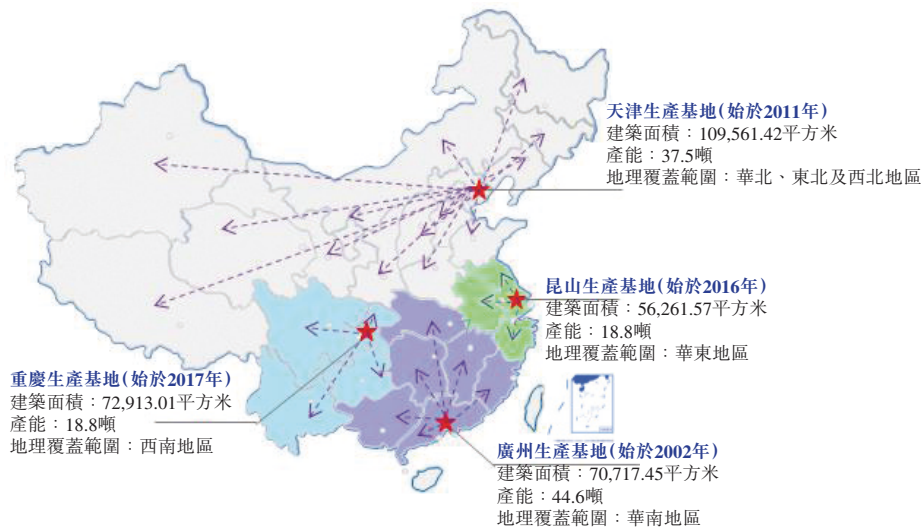 天津生產基地(始於2011年)
建築面積：109,561.42平方米
產能：37.5噸
地理覆蓋範圍：華北、東北及西北地區
昆山生產基地(始於2016年)
建築面積：56,261.57平方米
產能：18.8噸
地理覆蓋範圍：華東地區
重慶生產基地(始於2017年)
建築面積：72,913.01平方米
產能：18.8噸
地理覆蓋範圍：西南地區
廣州生產基地(始於2002年)
建築面積：70,717.45平方米
產能：44.6噸
地理覆蓋範圍：華南地區